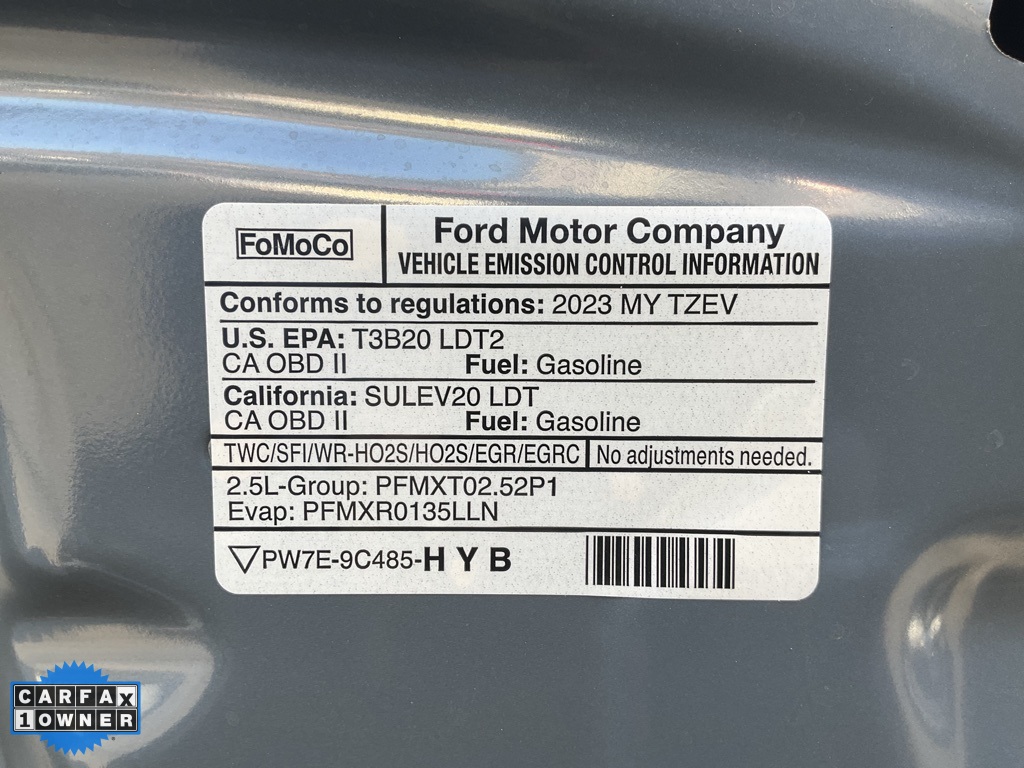 FoMoCo
Ford Motor Company
VEHICLE EMISSION CONTROL INFORMATION
Conforms to regulations: 2023 MY TZEV
U.S. EPA: T3B20 LDT2
CA OBD II Fuel: Gasoline
California: SULEV20 LDT
CA OBD II Fuel: Gasoline
TWC/SFI/WR-HO2S/HO2S/EGR/EGRC No adjustments needed.
2.5L-Group: PFMXT02.52P1
Evap: PFMXR0135LLN
▽PW7E-9C485-H Y B
CARFAX
1 OWNER